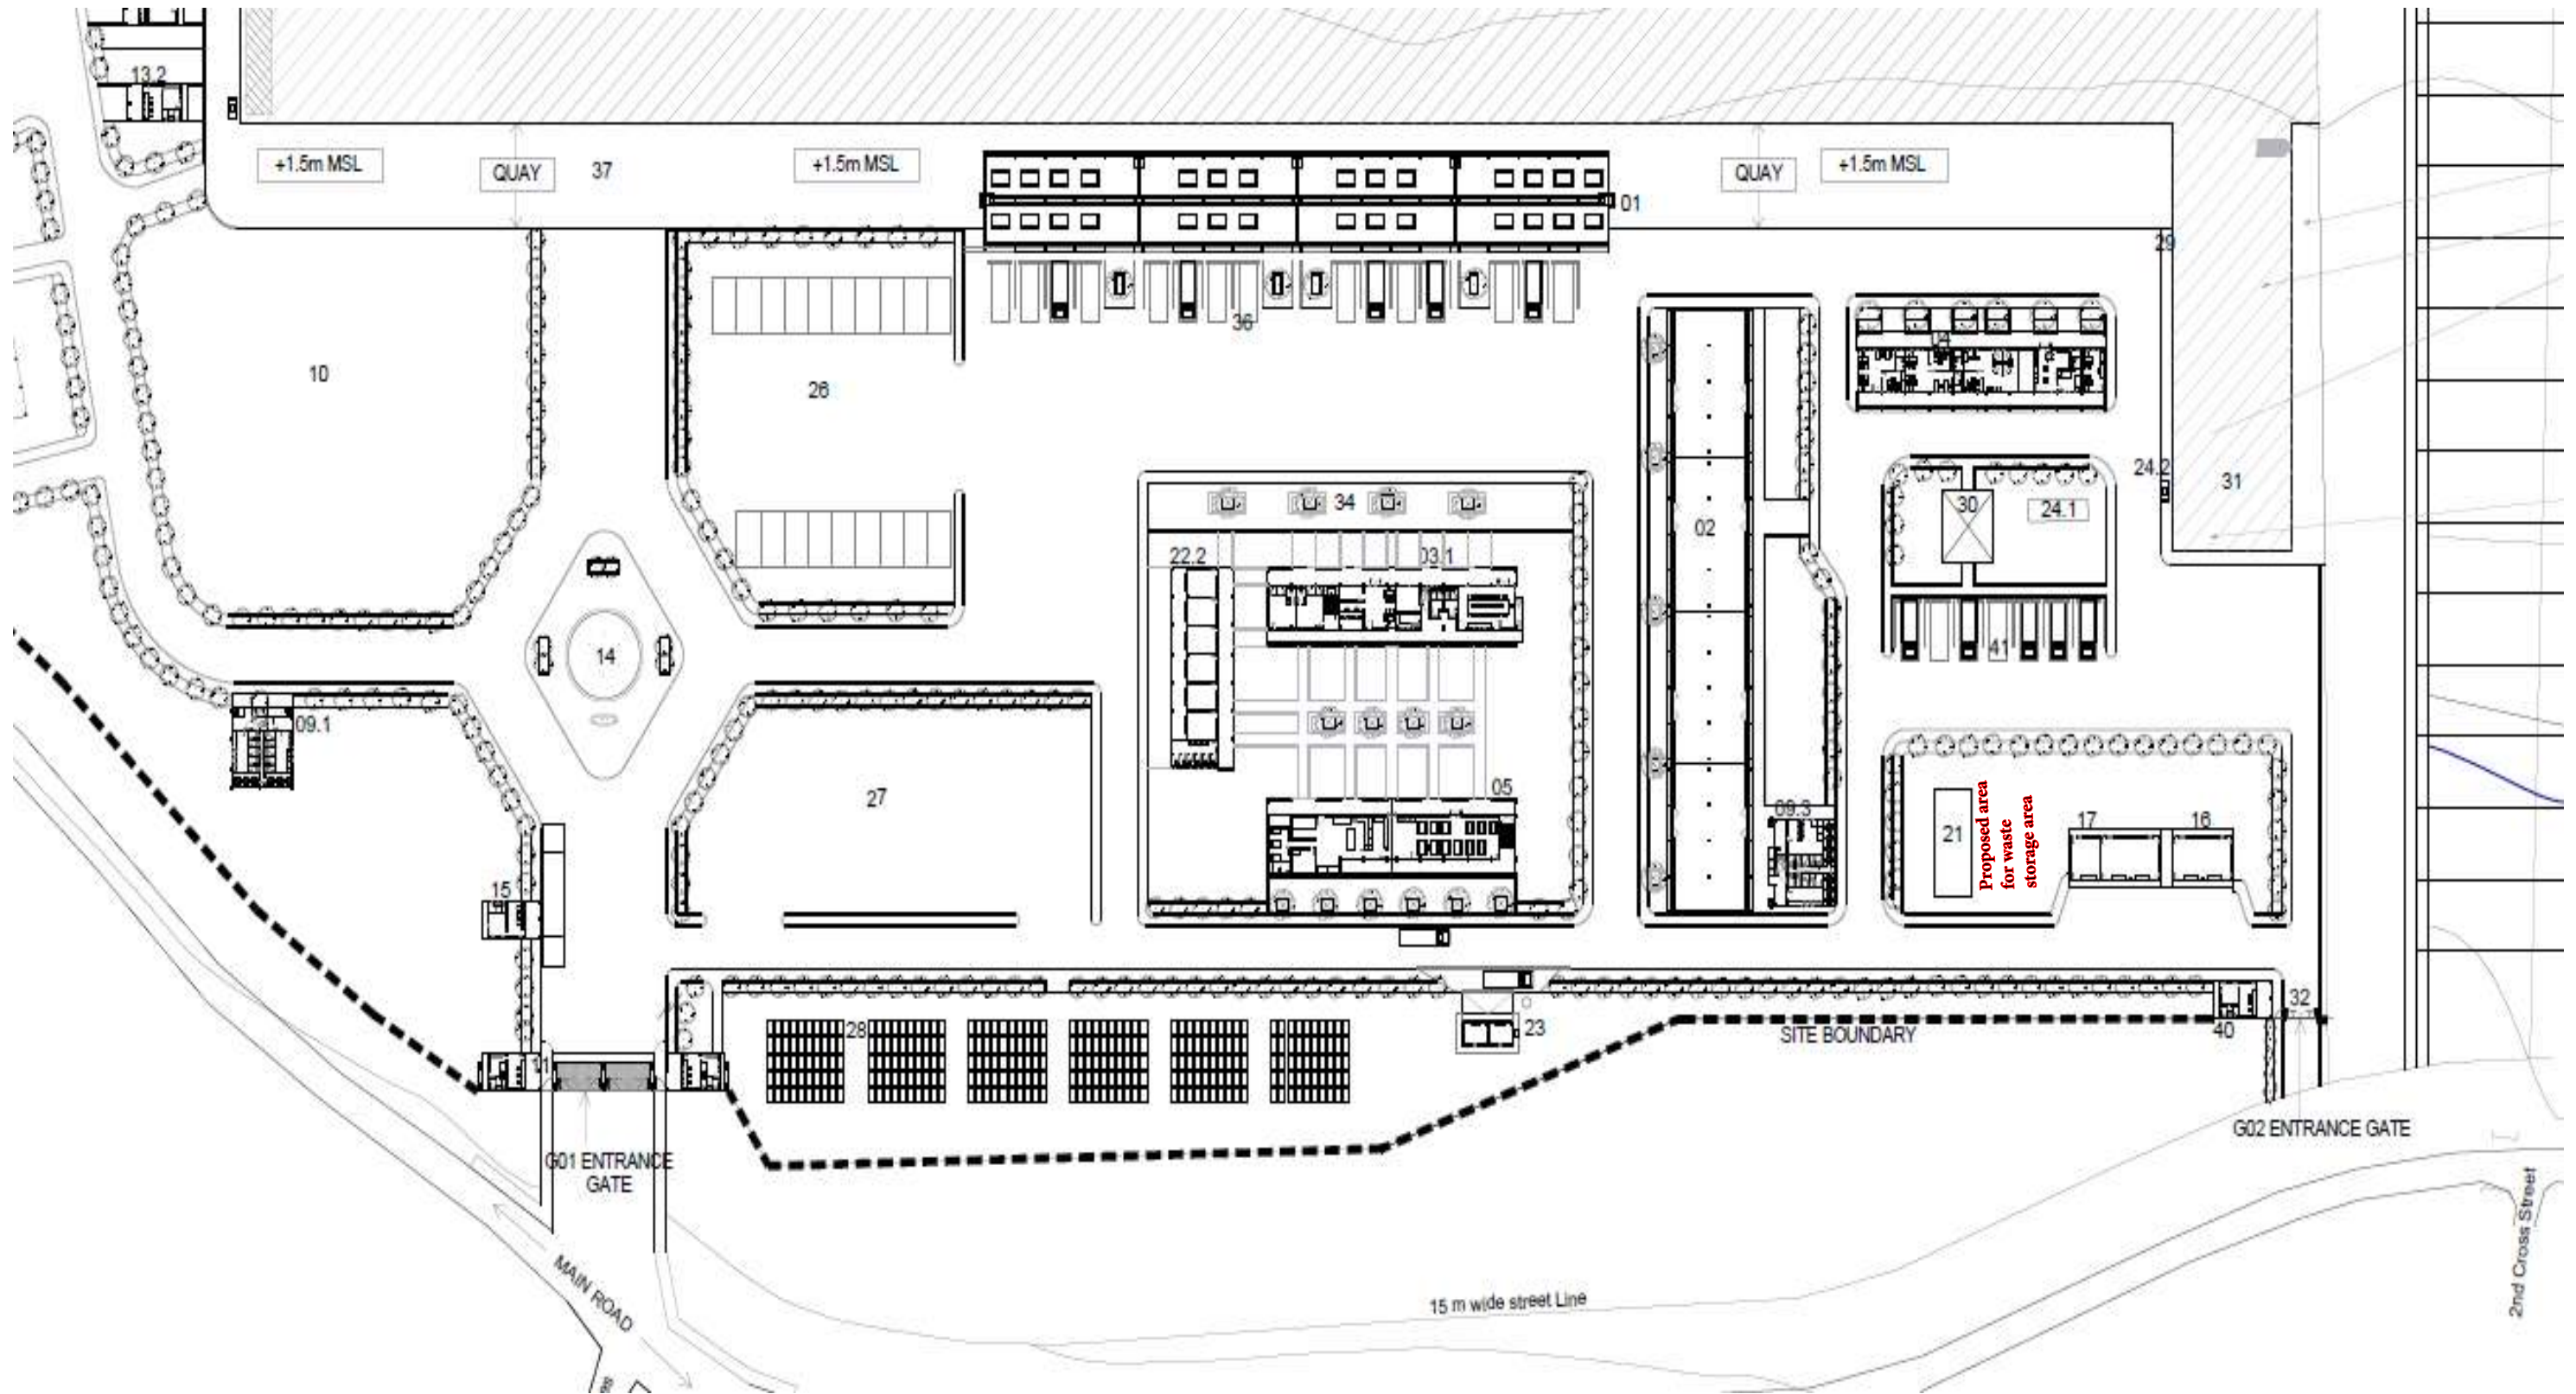 13.2
+1.5m MSL
QUAY
37
+1.5m MSL
QUAY
+1.5m MSL
01
29
36
10
26
04
24.2
31
30
24.1
34
02
22.2
03.1
14
41
09.1
27
05
09.3
21
Proposed area
for waste
storage area
17
16
15
28
23
SITE BOUNDARY
32
40
11
G01 ENTRANCE
GATE
G02 ENTRANCE GATE
MAIN ROAD
15 m wide street Line
2nd Cross Street